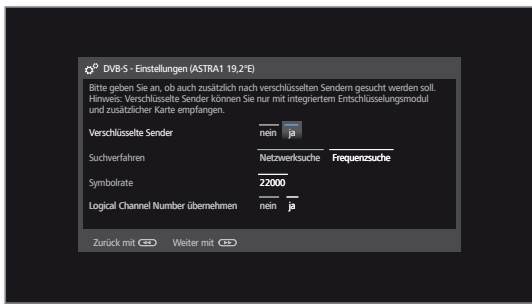 DVB-S - Einstellungen (ASTRA1 19,2°E)
Bitte geben Sie an, ob auch zusätzlich nach verschlüsselten Sendern gesucht werden soll.
Hinweis: Verschlüsselte Sender können Sie nur mit integriertem Entschlüsselungsmodul
und zusätzlicher Karte empfangen.
Verschlüsselte Sender nein ja
Suchverfahren Netzwerksuche Frequenzsuche
Symbolrate 22000
Logical Channel Number übernehmen nein ja
Zurück mit Weiter mit